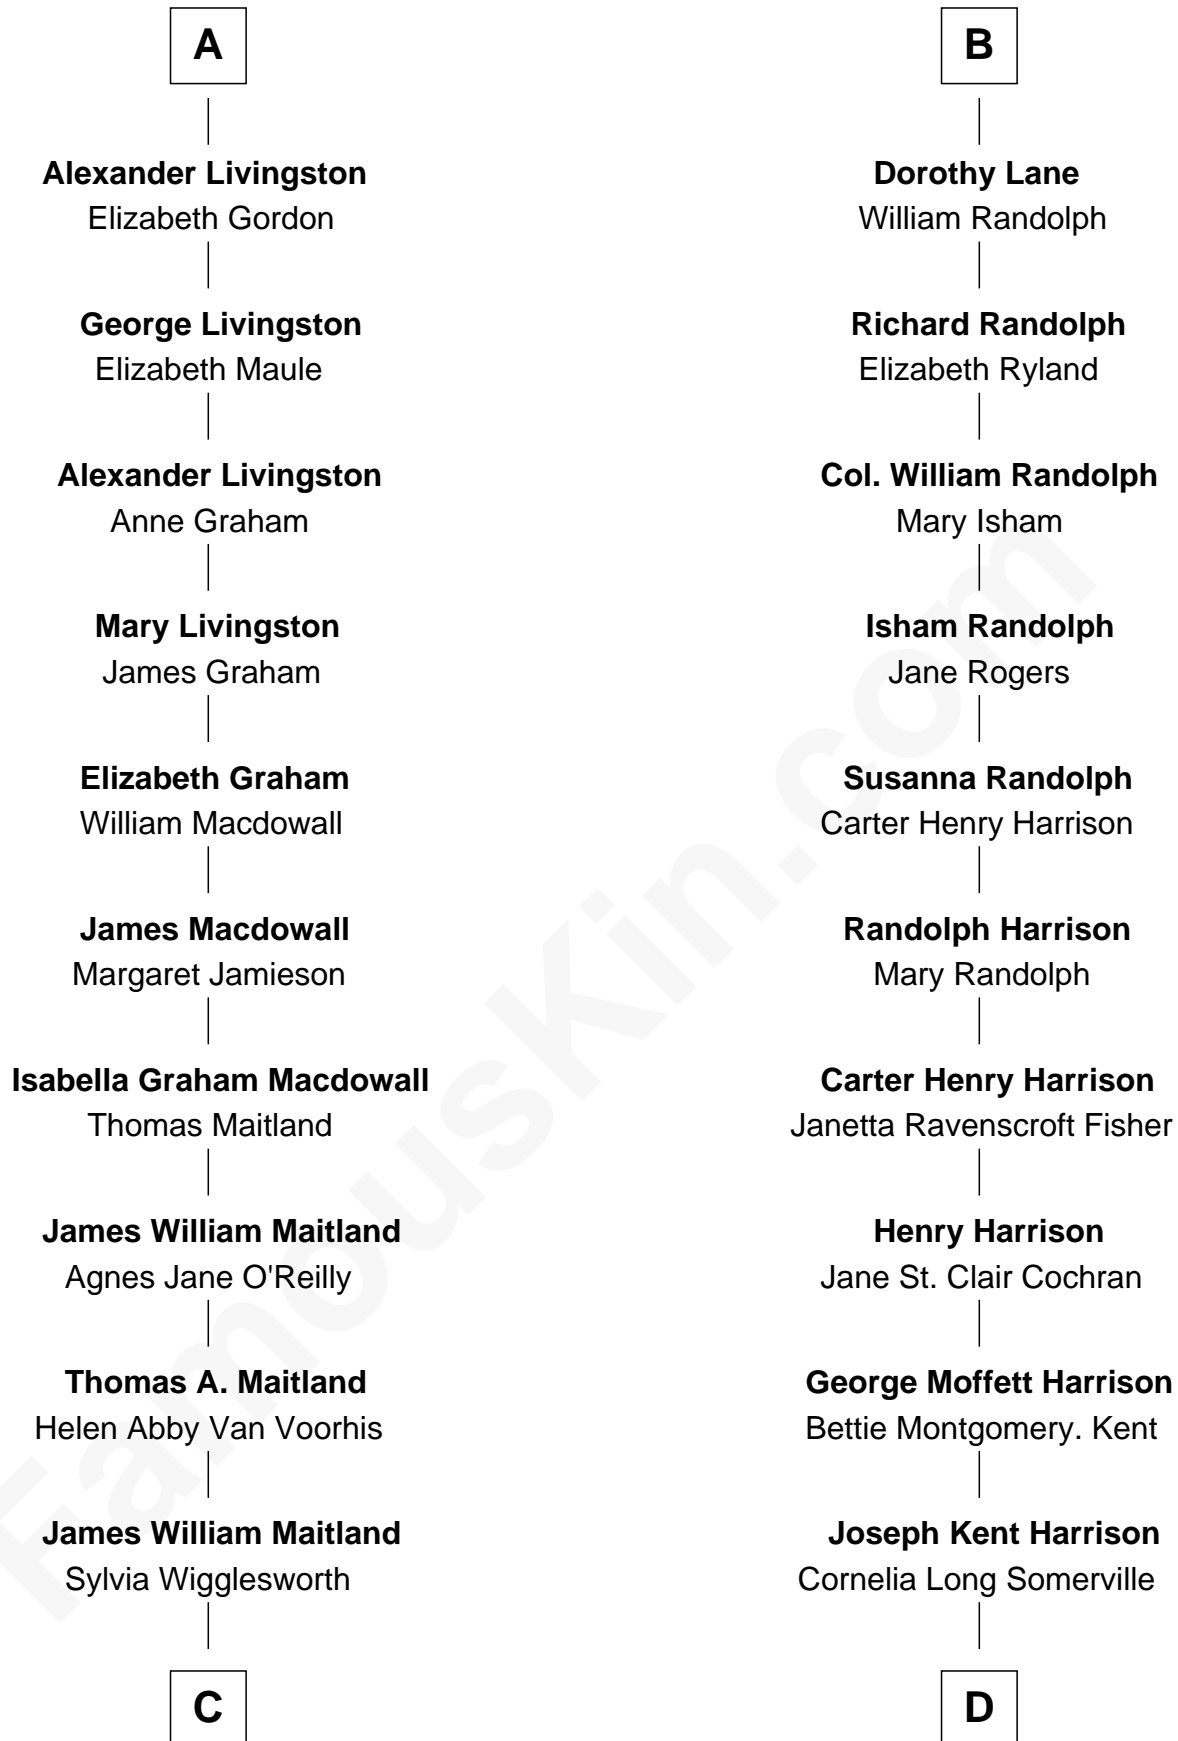 A
Alexander Livingston
Elizabeth Gordon
George Livingston
Elizabeth Maule
Alexander Livingston
Anne Graham
Mary Livingston
James Graham
Elizabeth Graham
William Macdowall
James Macdowall
Margaret Jamieson
Isabella Graham Macdowall
Thomas Maitland
James William Maitland
Agnes Jane O'Reilly
Thomas A. Maitland
Helen Abby Van Voorhis
James William Maitland
Sylvia Wigglesworth
C
B
Dorothy Lane
William Randolph
Richard Randolph
Elizabeth Ryland
Col. William Randolph
Mary Isham
Isham Randolph
Jane Rogers
Susanna Randolph
Carter Henry Harrison
Randolph Harrison
Mary Randolph
Carter Henry Harrison
Janetta Ravenscroft Fisher
Henry Harrison
Jane St. Clair Cochran
George Moffett Harrison
Bettie Montgomery. Kent
Joseph Kent Harrison
Cornelia Long Somerville
D
FamousKin.com